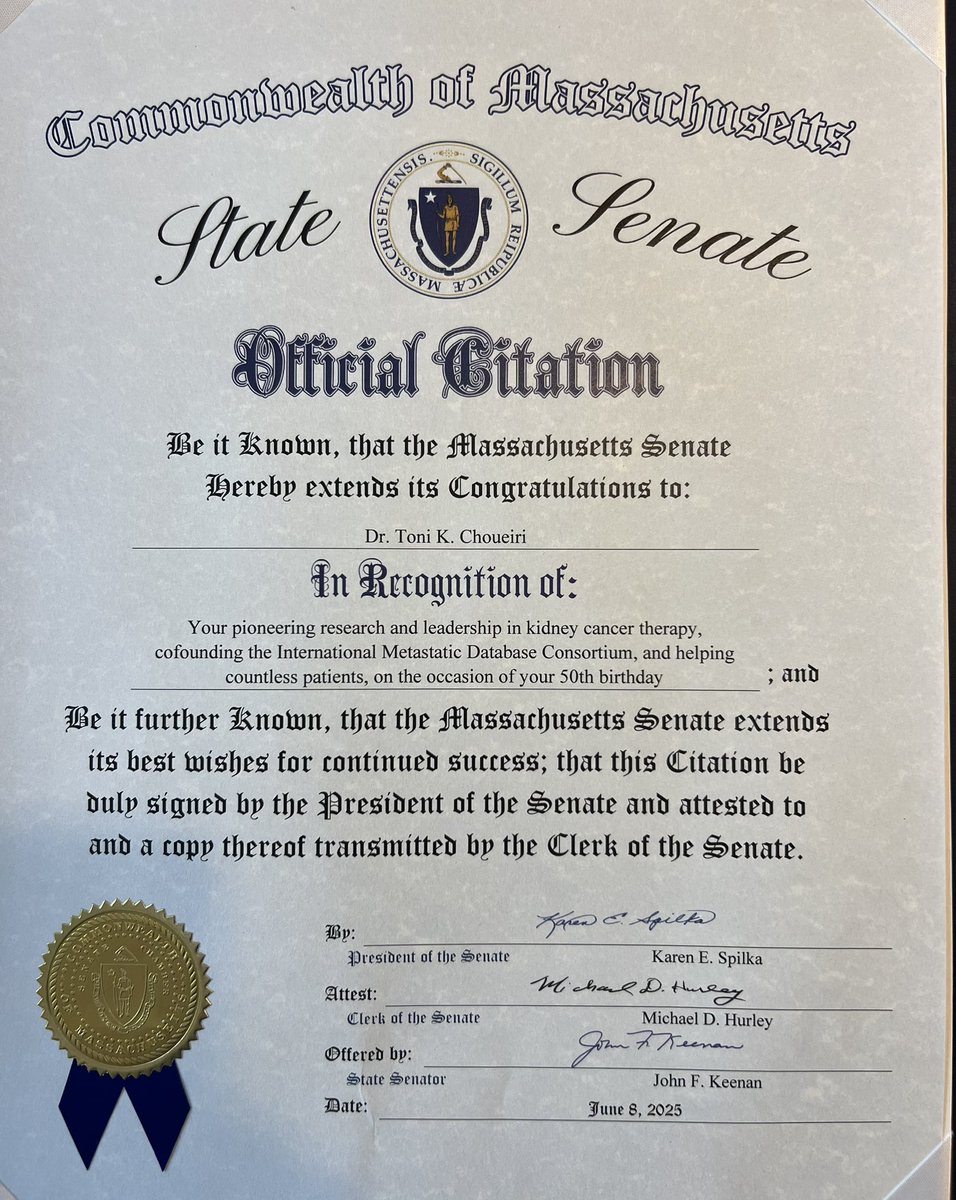 Commonwealth of Massachusetts
State Senate
SIGILLUM REIPUBLICÆ MASSACHUSETTENSIS.
Official Citation
Be it Known, that the Massachusetts Senate
Hereby extends its Congratulations to:
Dr. Toni K. Choueiri
In Recognition of:
Your pioneering research and leadership in kidney cancer therapy,
cofounding the International Metastatic Database Consortium, and helping
countless patients, on the occasion of your 50th birthday ; and
Be it further Known, that the Massachusetts Senate extends
its best wishes for continued success; that this Citation be
duly signed by the President of the Senate and attested to
and a copy thereof transmitted by the Clerk of the Senate.
By: Karen E. Spilka
President of the Senate Karen E. Spilka
Attest: Michael D. Hurley
Clerk of the Senate Michael D. Hurley
Offered by: John F. Keenan
State Senator John F. Keenan
Date: June 8, 2025